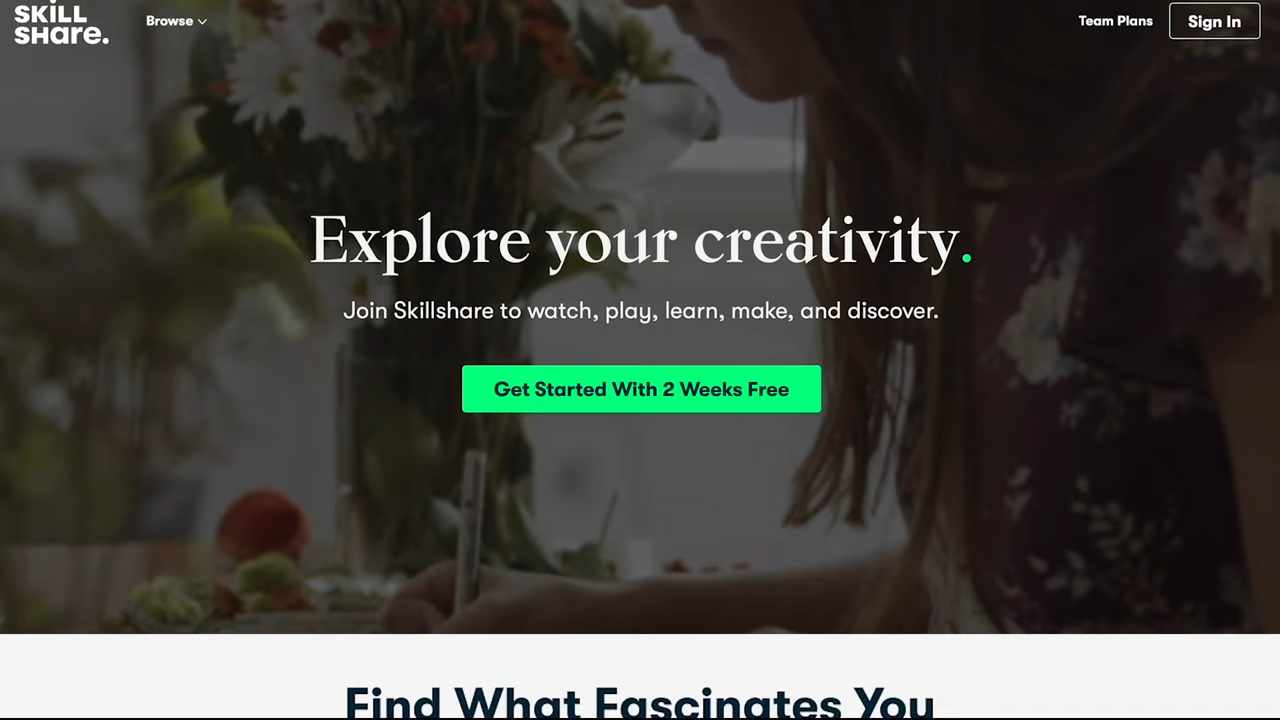 SKiLL
SHare.
Browse
Team Plans
Sign In
Explore your creativity.
Join Skillshare to watch, play, learn, make, and discover.
Get Started With 2 Weeks Free
Find What Fascinates You